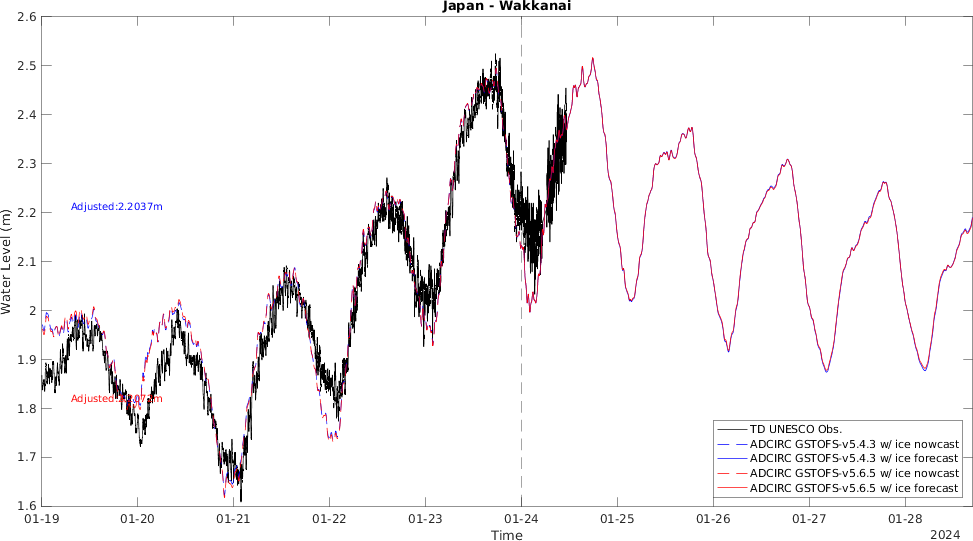 Japan - Wakkanai
2.6
2.5
2.4
2.3
2.2
2.1
2
1.9
1.8
1.7
1.6
Water Level (m)
Adjusted:2.2037m
TD UNESCO Obs.
ADCIRC GSTOFS-v5.4.3 w/ ice nowcast
ADCIRC GSTOFS-v5.4.3 w/ ice forecast
ADCIRC GSTOFS-v5.6.5 w/ ice nowcast
ADCIRC GSTOFS-v5.6.5 w/ ice forecast
01-19 01-20 01-21 01-22 01-23 01-24 01-25 01-26 01-27 01-28
Time
2024